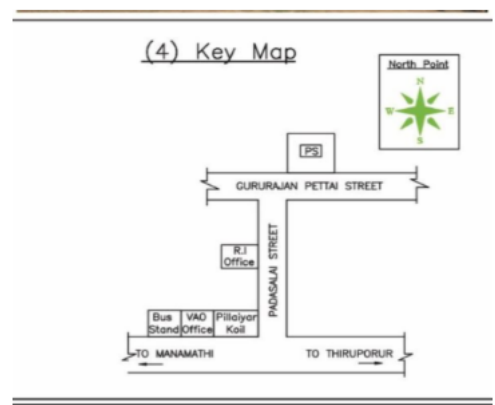 (4) Key Map
North Point
N
W E
S
PS
GURURAJAN PETTAI STREET
PADASALAI STREET
R.I
Office
Bus
Stand
VAO
Office
Pillaiyar
Koil
TO MANAMATHI
TO THIRUPORUR